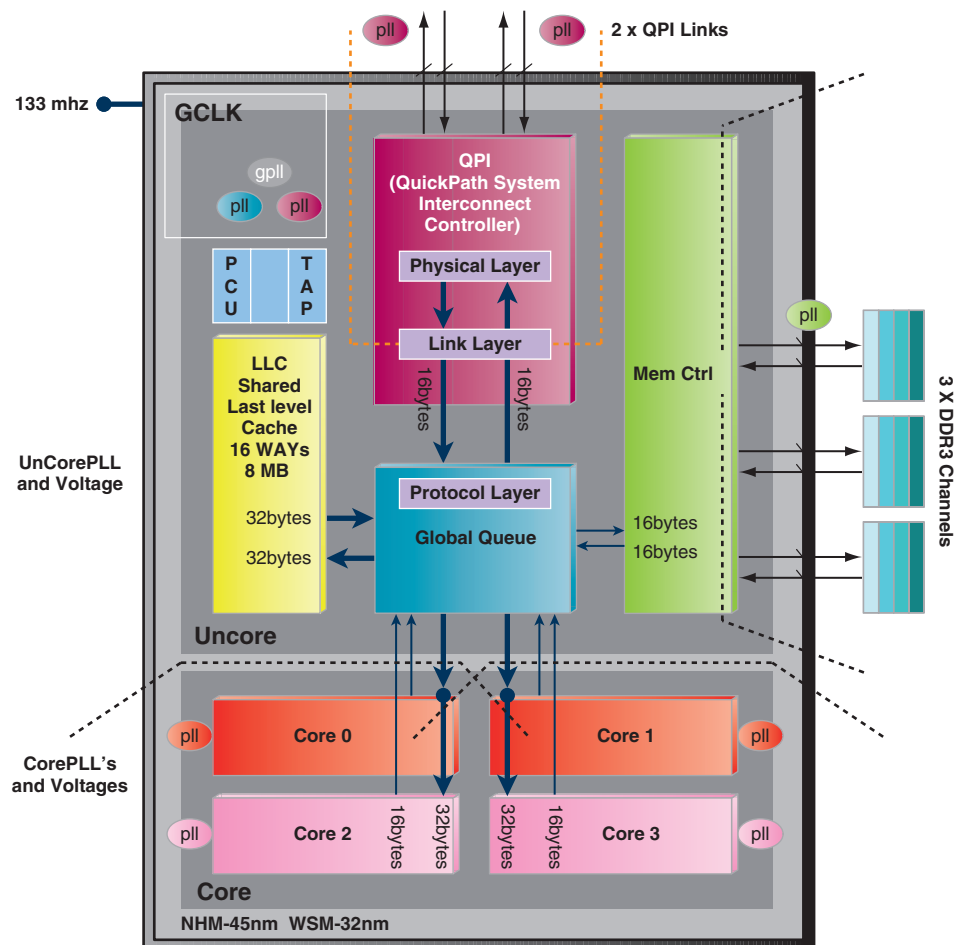 pll
pll
2 x QPI Links
133 mhz
GCLK
gpll
pll
pll
QPI
(QuickPath System
Interconnect
Controller)
Physical Layer
Link Layer
16bytes
16bytes
PCU
TAP
LLC
Shared
Last level
Cache
16 WAYs
8 MB
32bytes
32bytes
UnCorePLL
and Voltage
Protocol Layer
Global Queue
Mem Ctrl
16bytes
16bytes
pll
3 X DDR3 Channels
Uncore
pll
Core 0
Core 1
pll
CorePLL's
and Voltages
pll
Core 2
16bytes
32bytes
32bytes
16bytes
Core 3
pll
Core
NHM-45nm WSM-32nm